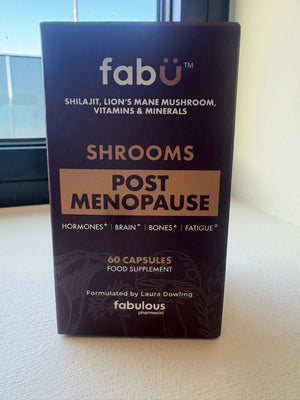 fabü™
SHILAJIT, LION'S MANE MUSHROOM,
VITAMINS & MINERALS
SHROOMS
POST
MENOPAUSE
HORMONES⁺ | BRAIN^ | BONES* | FATIGUE°
60 CAPSULES
FOOD SUPPLEMENT
Formulated by Laura Dowling
fabulous
pharmacist